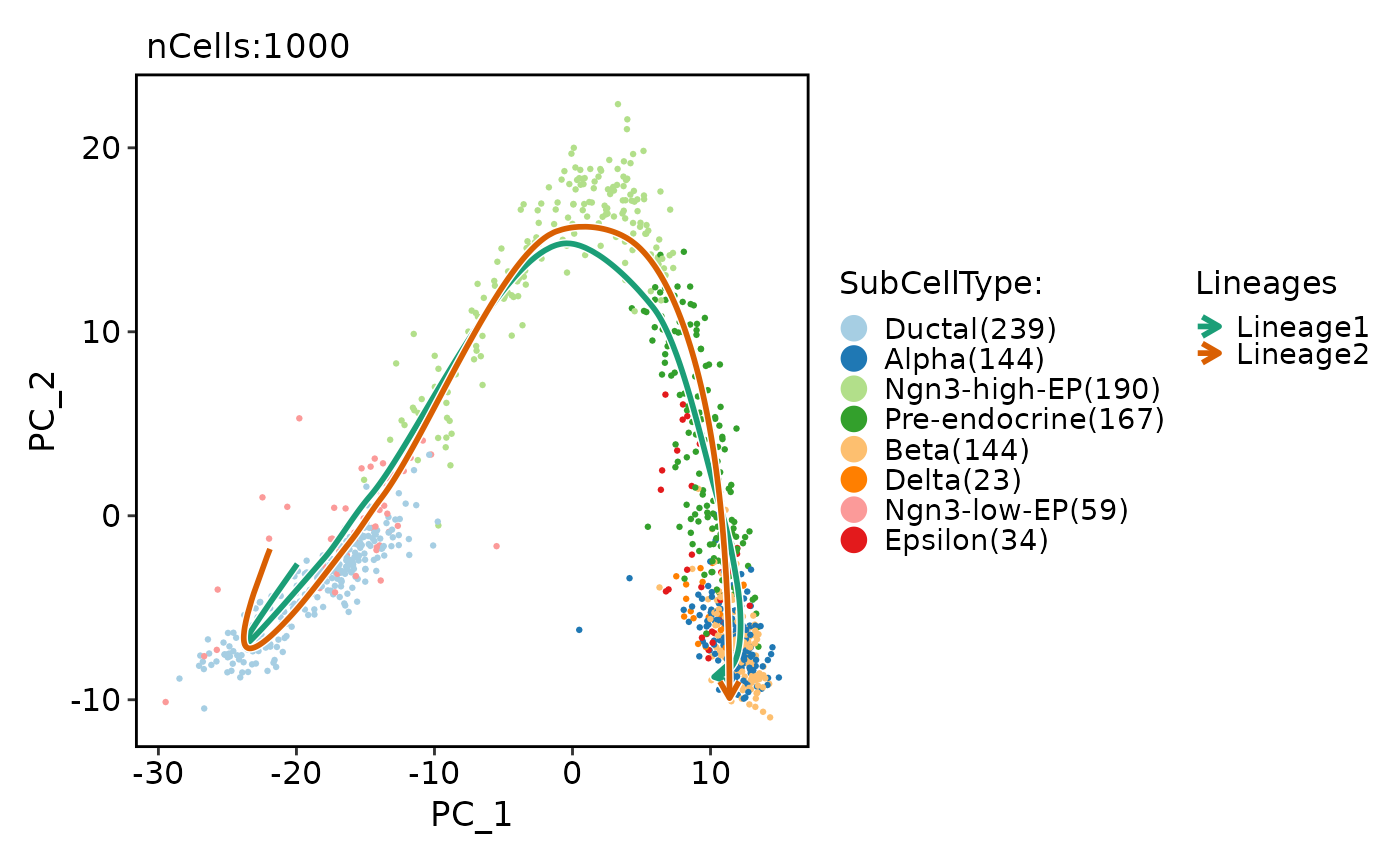 nCells:1000
20
10
0
-10
PC_2
-30
-20
-10
0
10
PC_1
SubCellType:
Ductal(239)
Alpha(144)
Ngn3-high-EP(190)
Pre-endocrine(167)
Beta(144)
Delta(23)
Ngn3-low-EP(59)
Epsilon(34)
Lineages
Lineage1
Lineage2